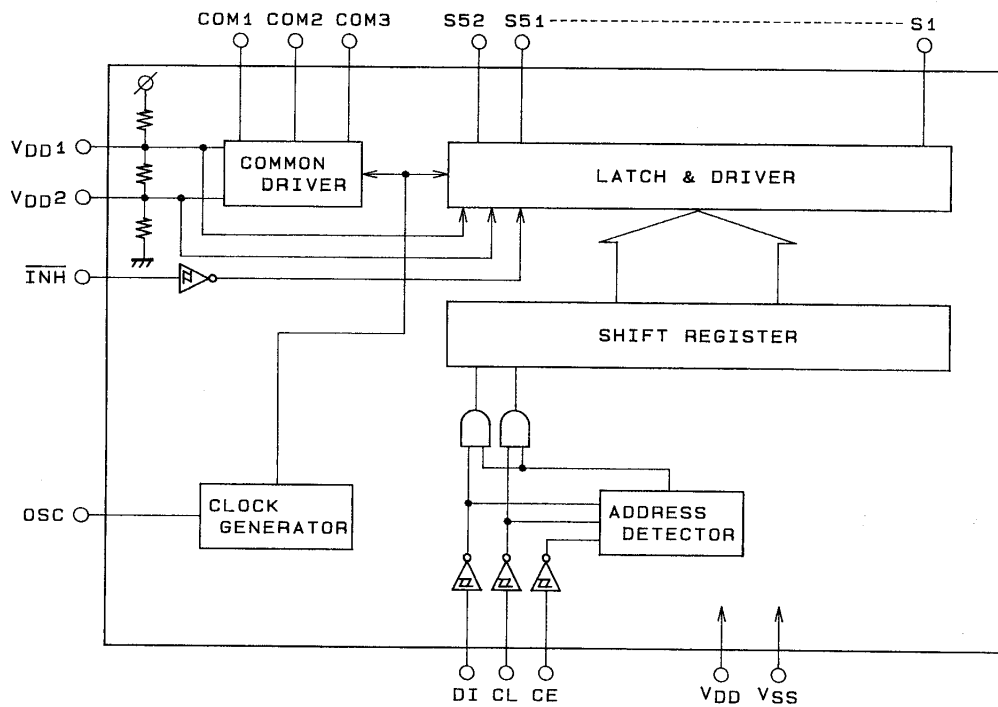 COM1 COM2 COM3 S52 S51 S1
VDD1
COMMON
DRIVER
LATCH & DRIVER
VDD2
INH
SHIFT REGISTER
OSC
CLOCK
GENERATOR
ADDRESS
DETECTOR
DI CL CE VDD VSS